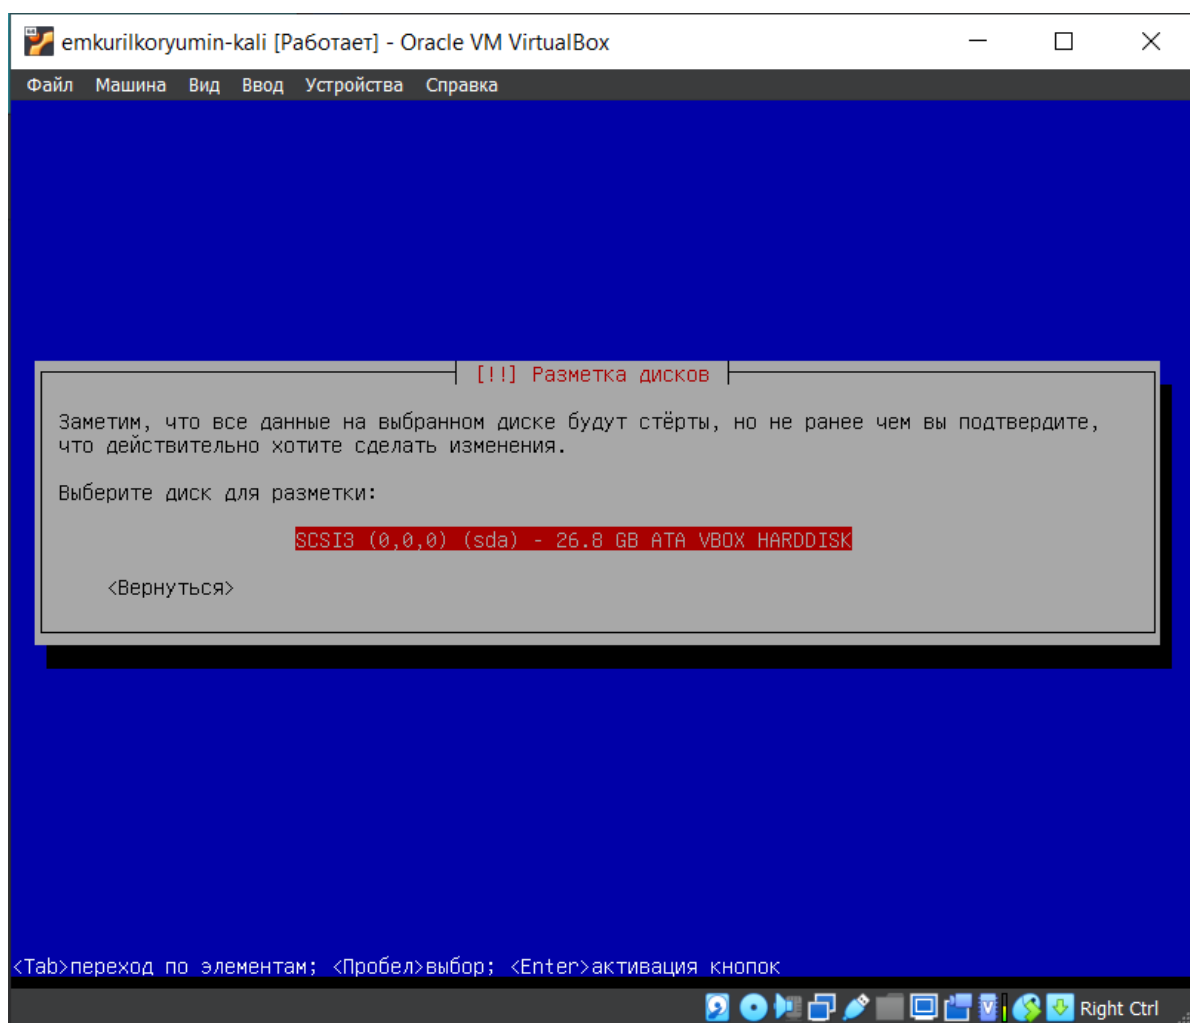 emkurilkoryumin-kali [Работает] - Oracle VM VirtualBox
Файл Машина Вид Ввод Устройства Справка
[!!] Разметка дисков
Заметим, что все данные на выбранном диске будут стёрты, но не ранее чем вы подтвердите,
что действительно хотите сделать изменения.
Выберите диск для разметки:
SCSI3 (0,0,0) (sda) - 26.8 GB ATA VBOX HARDDISK
<Вернуться>
<Tab>переход по элементам; <Пробел>выбор; <Enter>активация кнопок
Right Ctrl